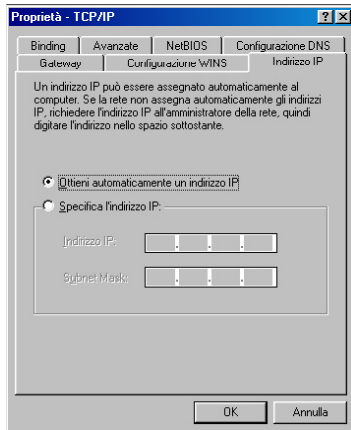 Proprietà - TCP/IP
Binding Avanzate NetBIOS Configurazione DNS
Gateway Configurazione WINS Indirizzo IP
Un indirizzo IP può essere assegnato automaticamente al
computer. Se la rete non assegna automaticamente gli indirizzi
IP, richiedere l'indirizzo IP all'amministratore della rete, quindi
digitare l'indirizzo nello spazio sottostante.
Ottieni automaticamente un indirizzo IP
Specifica l'indirizzo IP:
Indirizzo IP:
Subnet Mask:
OK Annulla